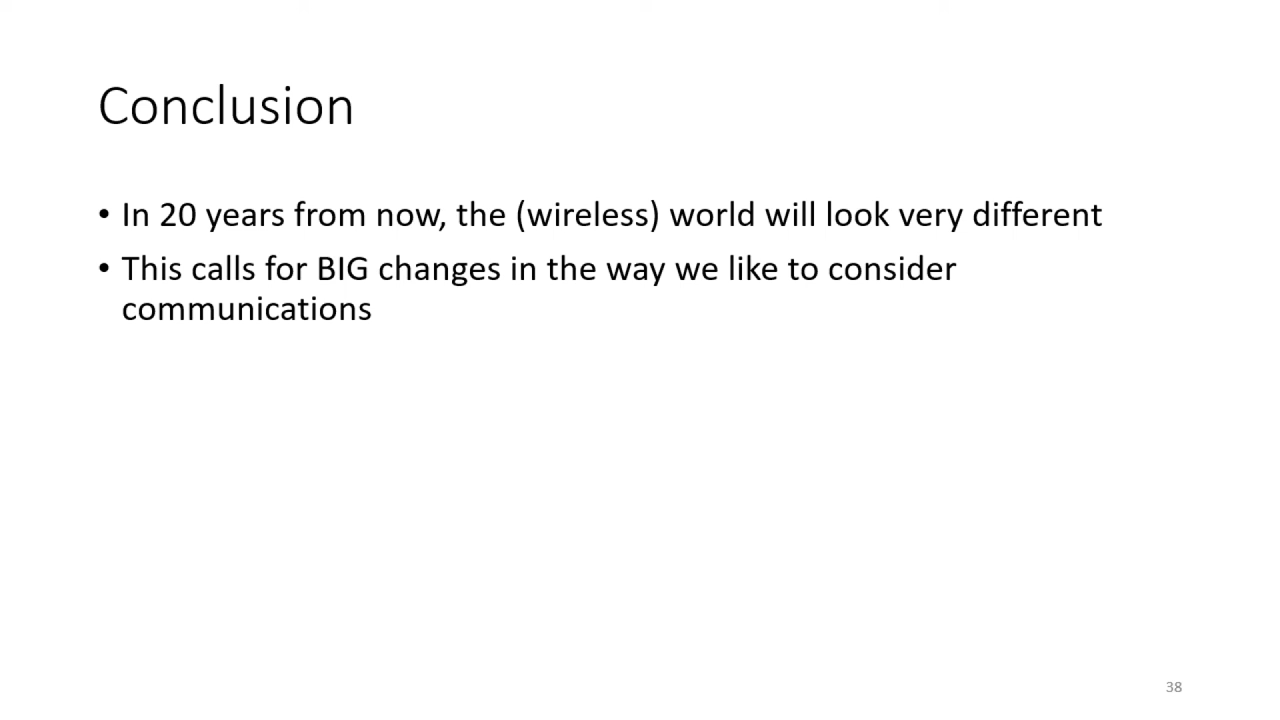 Conclusion
• In 20 years from now, the (wireless) world will look very different
• This calls for BIG changes in the way we like to consider
communications
38